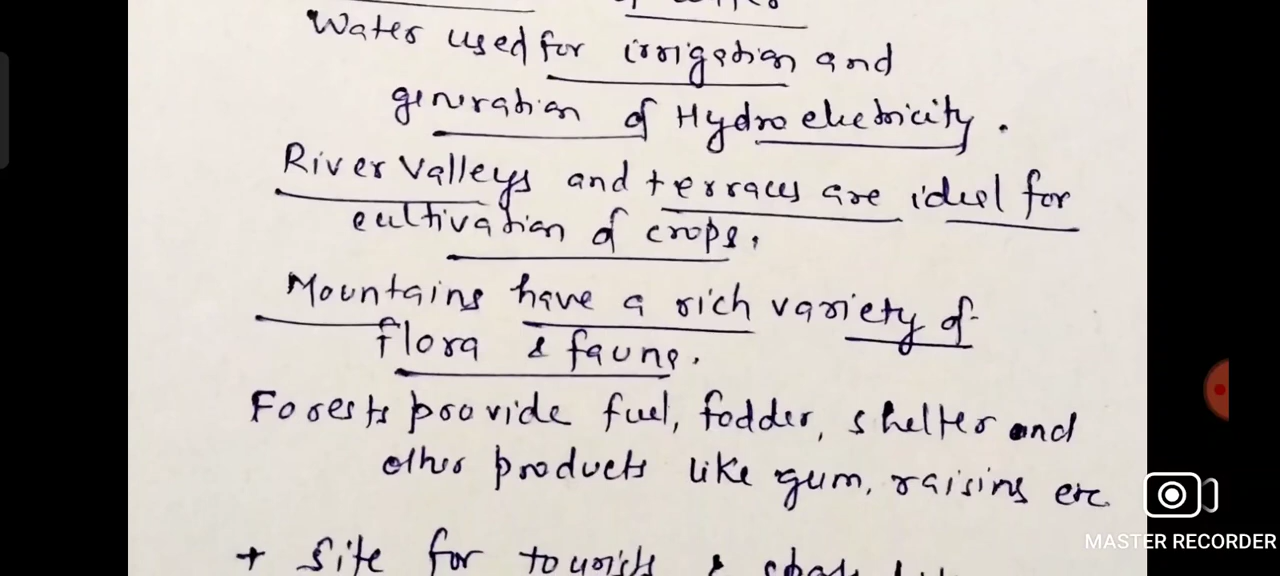 Water used for irrigation and
generation of Hydroelectricity.
River Valleys and terraces are ideal for
cultivation of crops.
Mountains have a rich variety of
flora & fauna.
Forests provide fuel, fodder, shelter and
other products like gum, raisins etc
+ Site for tourists &
MASTER RECORDER